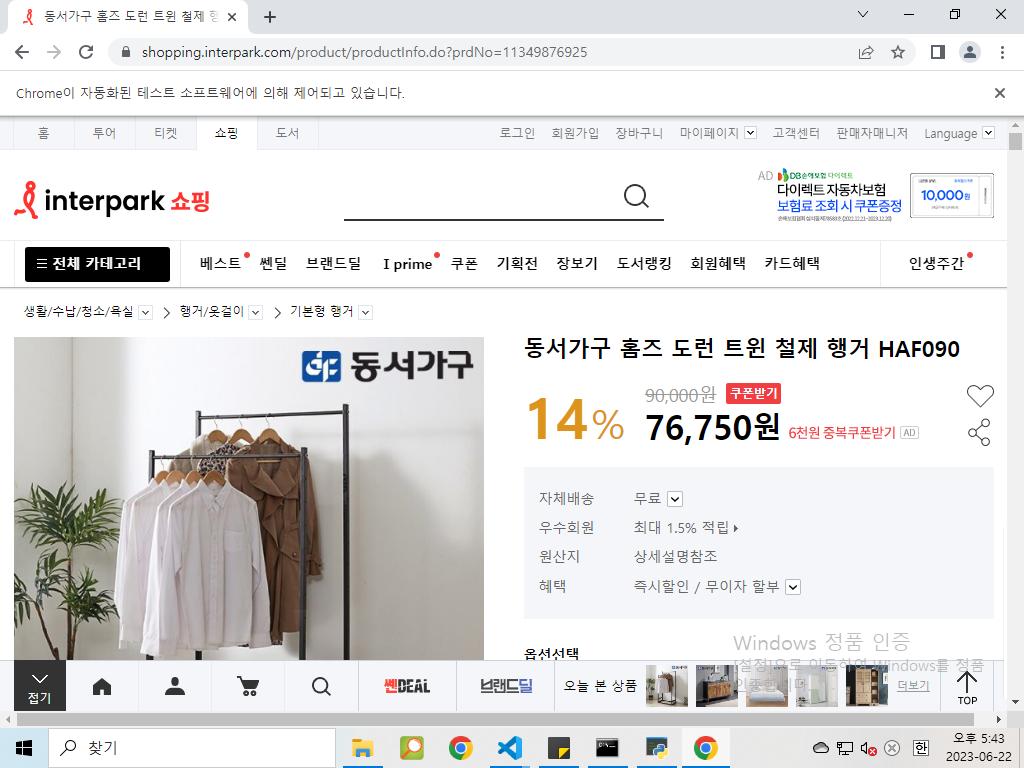 동서가구 홈즈 도런 트윈 철제 행
shopping.interpark.com/product/productInfo.do?prdNo=11349876925
Chrome이 자동화된 테스트 소프트웨어에 의해 제어되고 있습니다.
홈 투어 티켓 쇼핑 도서 로그인 회원가입 장바구니 마이페이지 고객센터 판매자매니저 Language
AD DB손해보험 다이렉트
다이렉트 자동차보험
보험료 조회 시 쿠폰증정
10,000원
interpark 쇼핑
전체 카테고리 베스트 쎈딜 브랜드딜 I prime 쿠폰 기획전 장보기 도서랭킹 회원혜택 카드혜택 인생주간
생활/수납/청소/욕실 행거/옷걸이 기본형 행거
동서가구
동서가구 홈즈 도런 트윈 철제 행거 HAF090
14% 90,000원 쿠폰받기
76,750원 6천원 중복쿠폰받기 AD
자체배송 무료
우수회원 최대 1.5% 적립
원산지 상세설명참조
혜택 즉시할인 / 무이자 할부
옵션선택
Windows 정품 인증
[설정]으로 이동하여 Windows를 정품 인증합니다.
접기 쎈DEAL 브랜드딜 오늘 본 상품 더보기 TOP
찾기
한
오후 5:43
2023-06-22